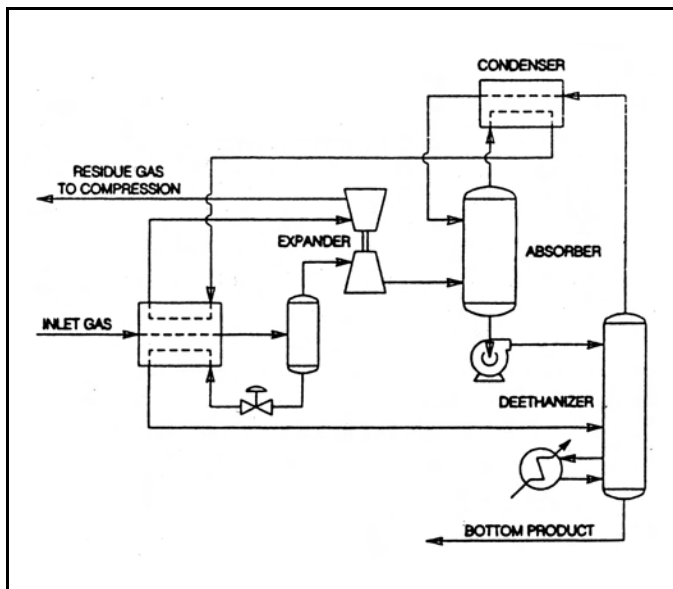 CONDENSER
RESIDUE GAS
TO COMPRESSION
EXPANDER
ABSORBER
INLET GAS
DEETHANIZER
BOTTOM PRODUCT